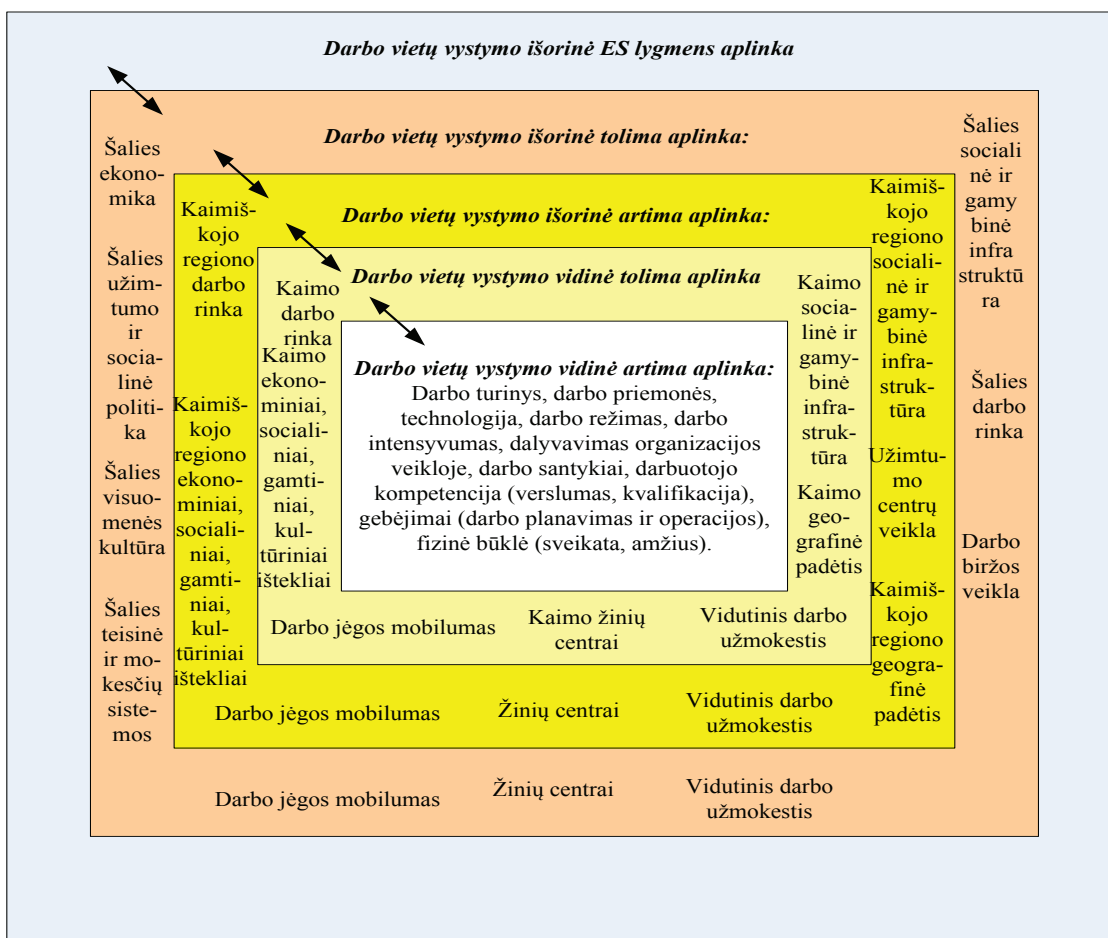 Darbo vietų vystymo išorinė ES lygmens aplinka
Darbo vietų vystymo išorinė tolima aplinka:
Šalies
ekono-
mika
Šalies
užim-
tumo
ir
socia-
linė
politi-
ka
Šalies
visuo-
menės
kultūra
Šalies
teisinė
ir mo-
kesčių
siste-
mos
Šalies
sociali
nė ir
gamy
binė
infra
struktū
ra
Šalies
darbo
rinka
Darbo
biržos
veikla
Darbo jėgos mobilumas
Žinių centrai
Vidutinis darbo
užmokestis
Darbo vietų vystymo išorinė artima aplinka:
Kaimiš-
kojo
regiono
darbo
rinka
Kaimiš-
kojo
regiono
ekono-
miniai,
sociali-
niai,
gamti-
niai,
kul-
tūriniai
ištekliai
Kaimiš-
kojo
regiono
sociali-
nė ir
gamy-
binė
infra-
struk-
tūra
Užimtu-
mo
centrų
veikla
Kaimiš-
kojo
regiono
geogra-
finė
padėtis
Darbo jėgos mobilumas
Žinių centrai
Vidutinis darbo
užmokestis
Darbo vietų vystymo vidinė tolima aplinka
Kaimo
darbo
rinka
Kaimo
ekono-
miniai,
sociali-
niai,
gamti-
niai,
kul-
tūriniai
ištekliai
Kaimo
so-
cialinė ir
gamy-
binė
infra-
struk-
tūra
Kaimo
geo-
grafinė
padėtis
Darbo jėgos mobilumas
Kaimo žinių
centrai
Vidutinis darbo
užmokestis
Darbo vietų vystymo vidinė artima aplinka:
Darbo turinys, darbo priemonės,
technologija, darbo režimas, darbo
intensyvumas, dalyvavimas organizacijos
veikloje, darbo santykiai, darbuotojo
kompetencija (verslumas, kvalifikacija),
gebėjimai (darbo planavimas ir operacijos),
fizinė būklė (sveikata, amžius).